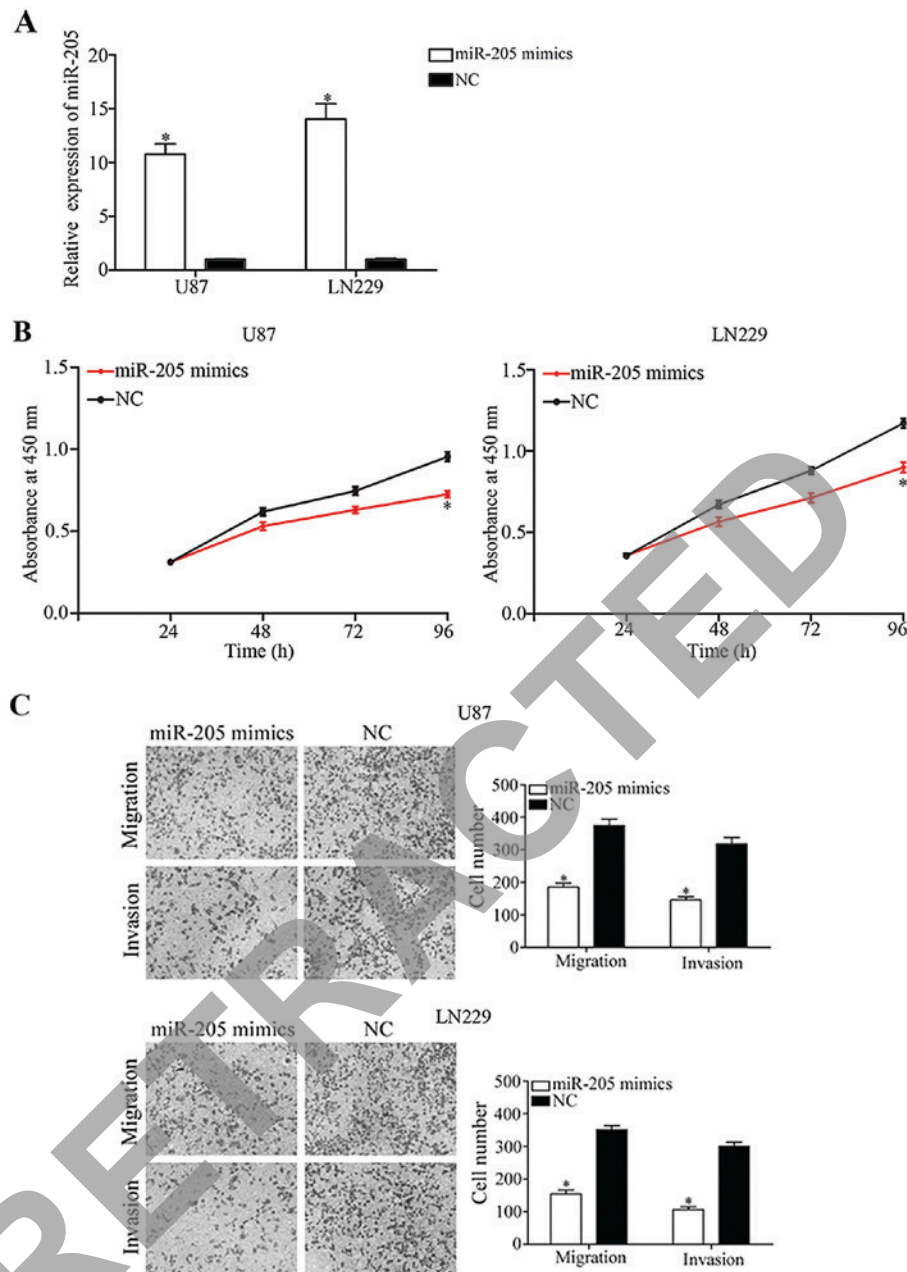 A
Relative expression of miR-205
20
15
10
5
0
*
*
U87
LN229
miR-205 mimics
NC
B
U87
Absorbance at 450 nm
1.5
1.0
0.5
0.0
miR-205 mimics
NC
*
24 48 72 96
Time (h)
LN229
Absorbance at 450 nm
1.5
1.0
0.5
0.0
miR-205 mimics
NC
*
24 48 72 96
Time (h)
C
U87
miR-205 mimics NC
Migration
Invasion
Cell number
500
400
300
200
100
0
miR-205 mimics
NC
*
*
Migration Invasion
LN229
miR-205 mimics NC
Migration
Invasion
Cell number
500
400
300
200
100
0
miR-205 mimics
NC
*
*
Migration Invasion
RETRACTED